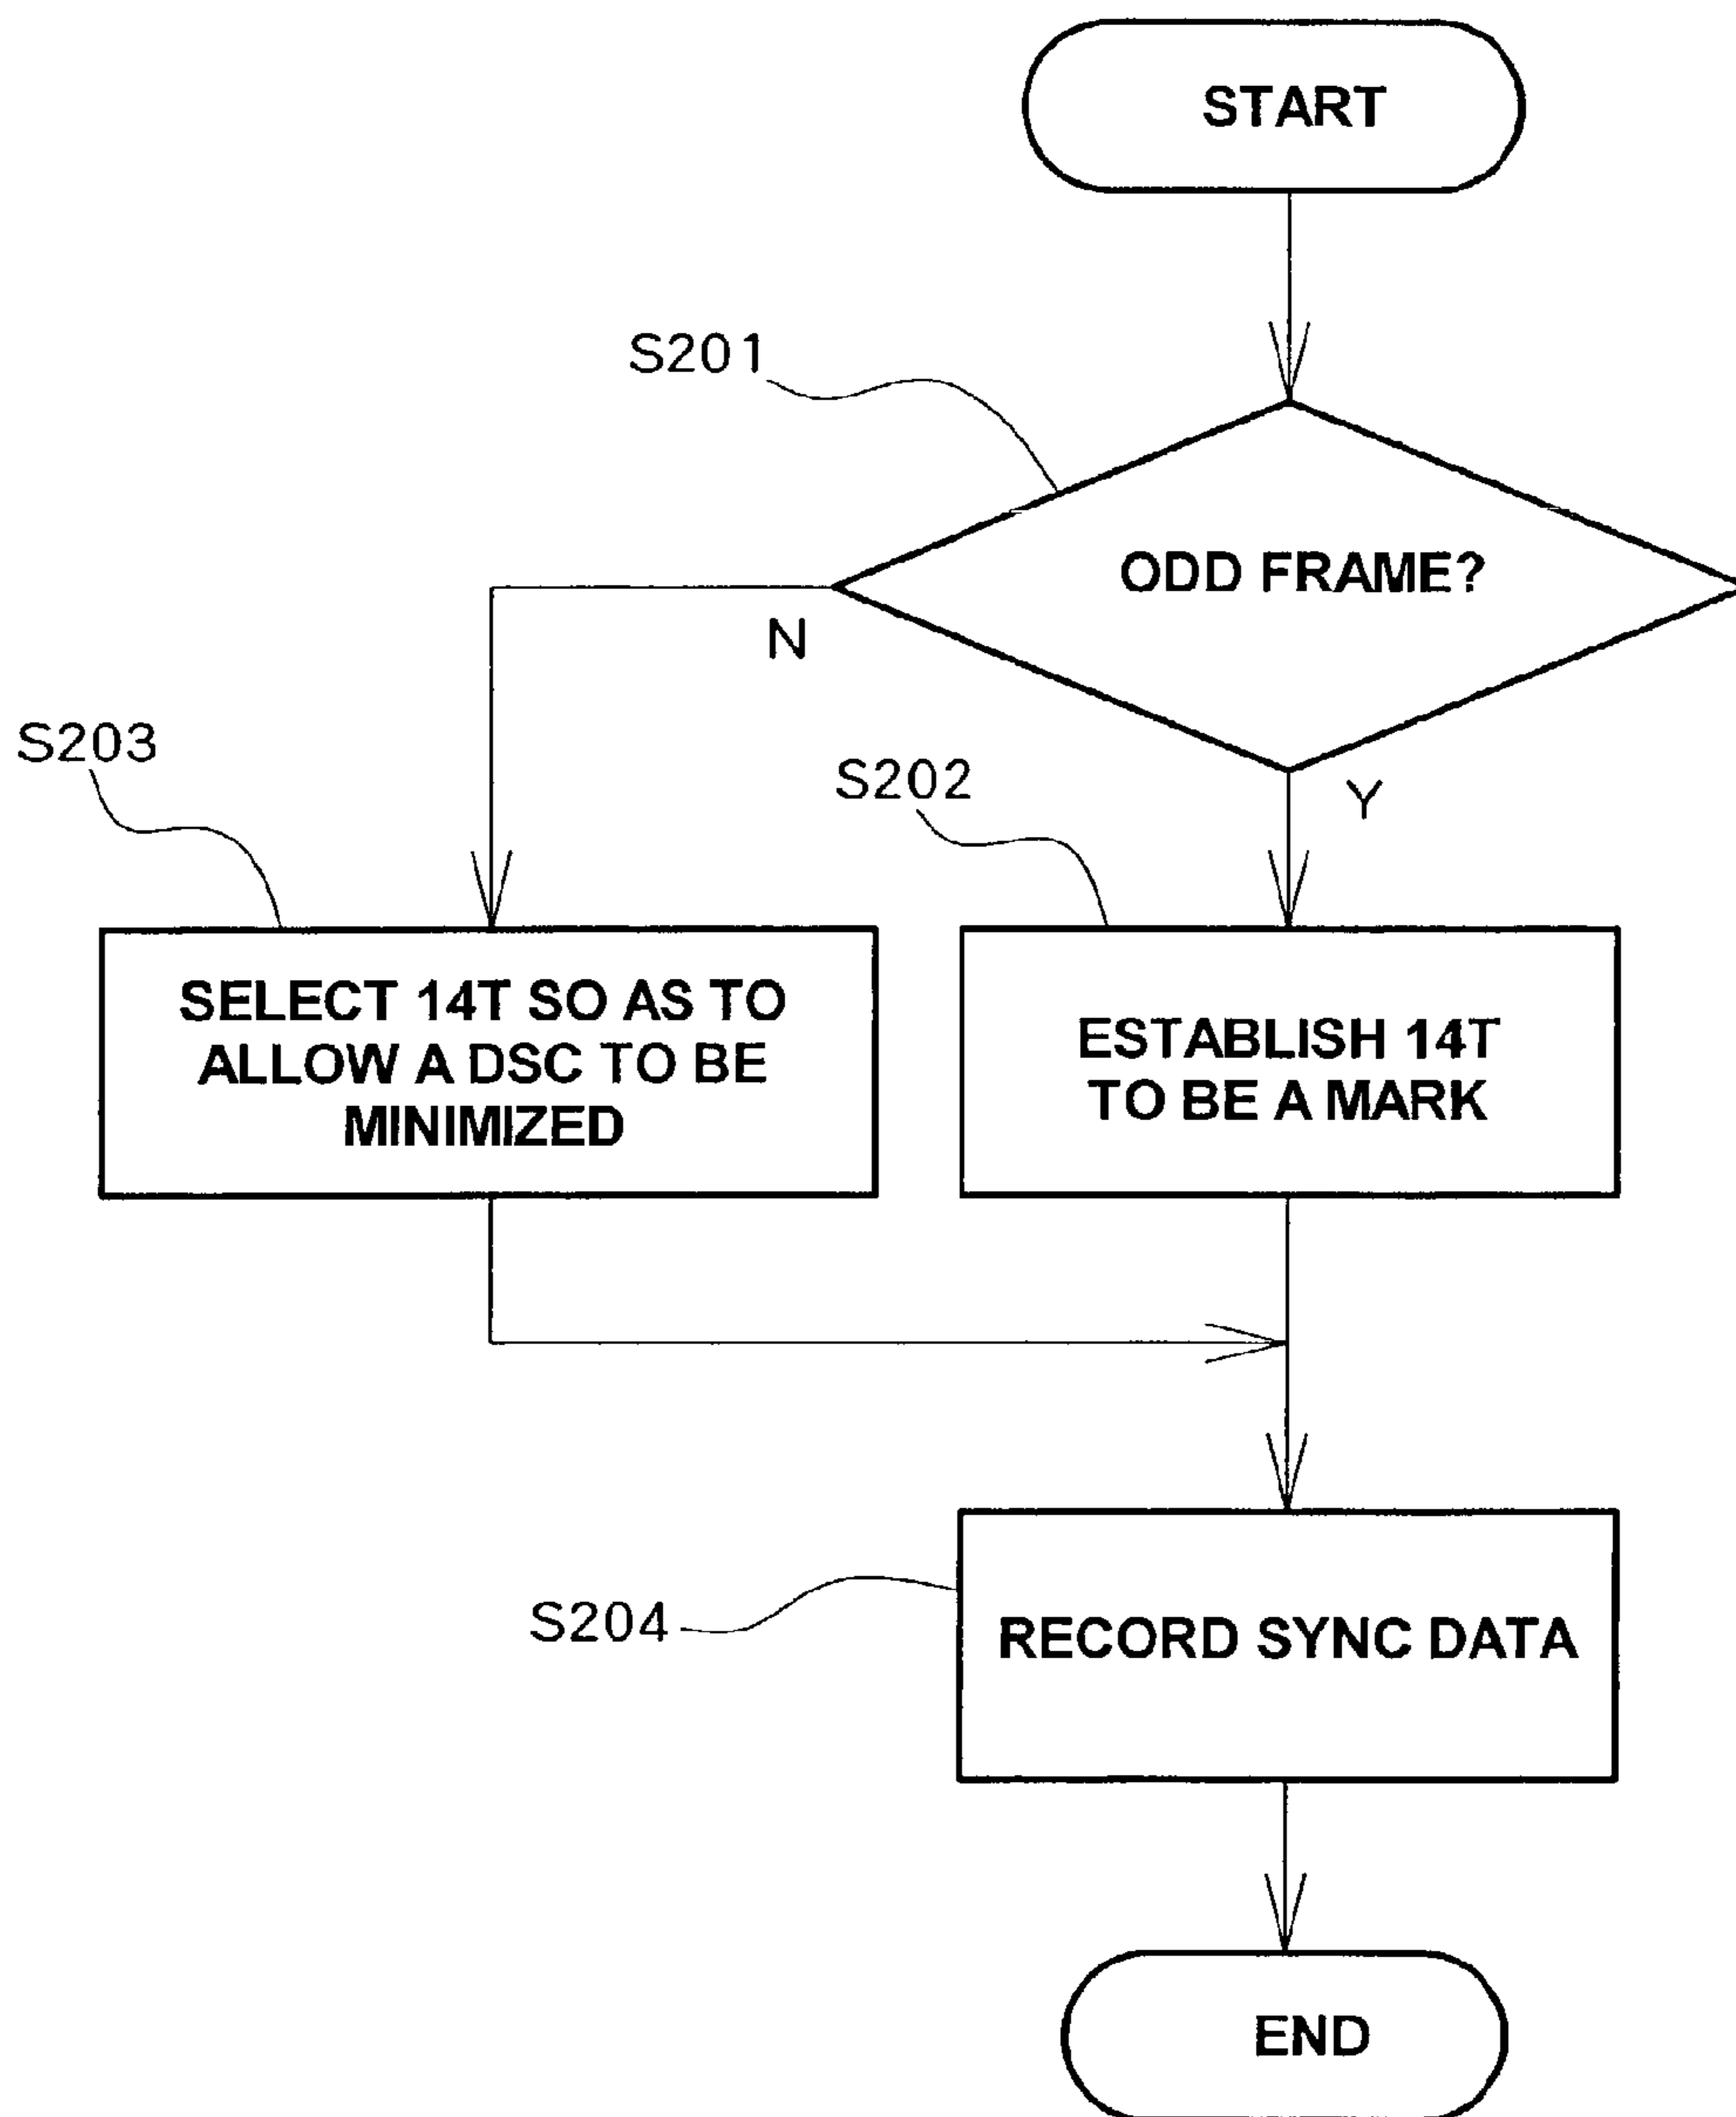 START
S201
ODD FRAME?
N
Y
S203
S202
SELECT 14T SO AS TO
ALLOW A DSC TO BE
MINIMIZED
ESTABLISH 14T
TO BE A MARK
S204
RECORD SYNC DATA
END